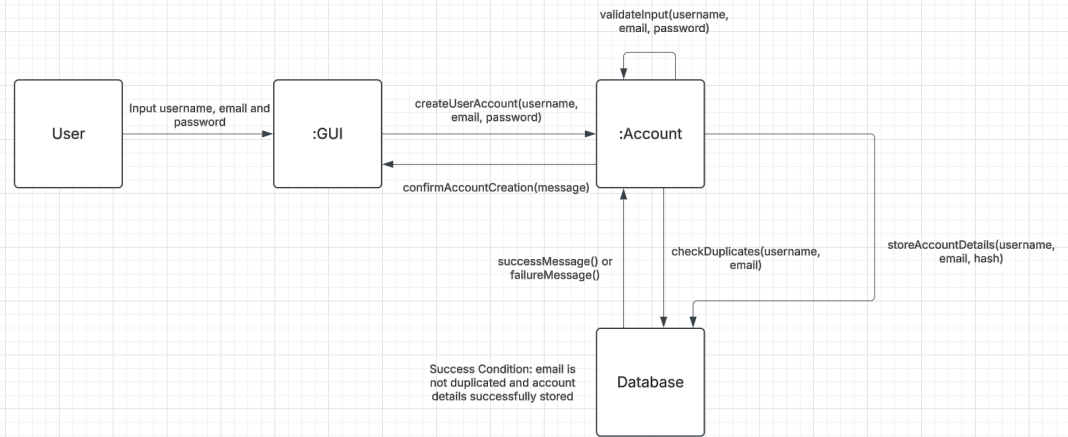 validateInput(username,
email, password)
User
Input username, email and
password
:GUI
createUserAccount(username,
email, password)
:Account
confirmAccountCreation(message)
successMessage() or
failureMessage()
checkDuplicates(username,
email)
storeAccountDetails(username,
email, hash)
Success Condition: email is
not duplicated and account
details successfully stored
Database